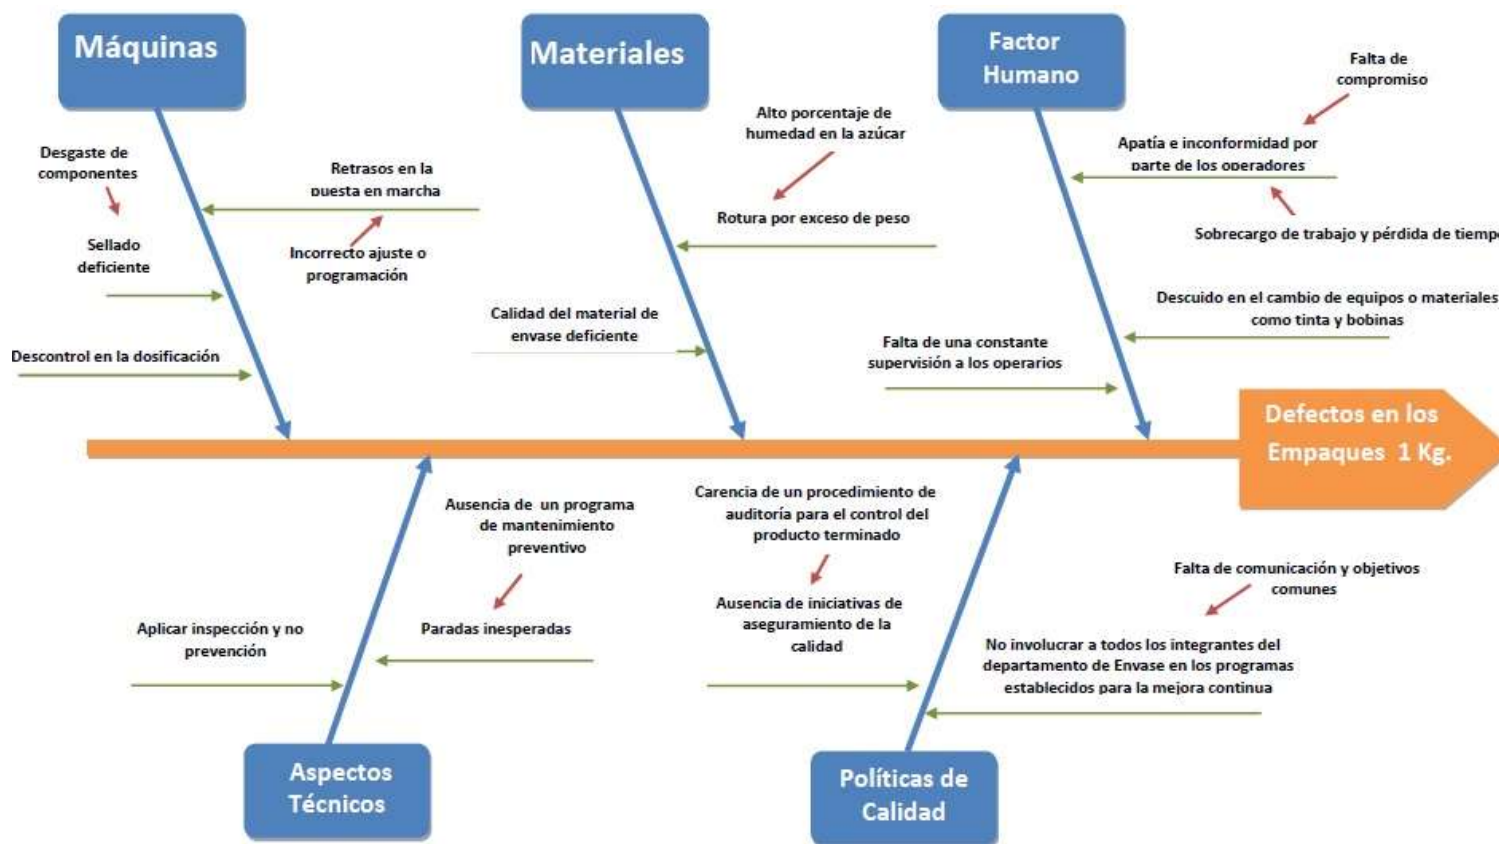 Máquinas
Materiales
Factor
Humano
Falta de
compromiso
Alto porcentaje de
humedad en la azúcar
Desgaste de
componentes
Retrasos en la
puesta en marcha
Apatía e inconformidad por
parte de los operadores
Rotura por exceso de peso
Sobrecargo de trabajo y pérdida de tiempo
Sellado
deficiente
Incorrecto ajuste o
programación
Calidad del material de
envase deficiente
Descuido en el cambio de equipos o materiales
como tinta y bobinas
Descontrol en la dosificación
Falta de una constante
supervisión a los operarios
Defectos en los
Empaques 1 Kg.
Ausencia de un programa
de mantenimiento
preventivo
Carencia de un procedimiento de
auditoría para el control del
producto terminado
Falta de comunicación y objetivos
comunes
Aplicar inspección y no
prevención
Paradas inesperadas
Ausencia de iniciativas de
aseguramiento de la
calidad
No involucrar a todos los integrantes del
departamento de Envase en los programas
establecidos para la mejora continua
Aspectos
Técnicos
Políticas de
Calidad